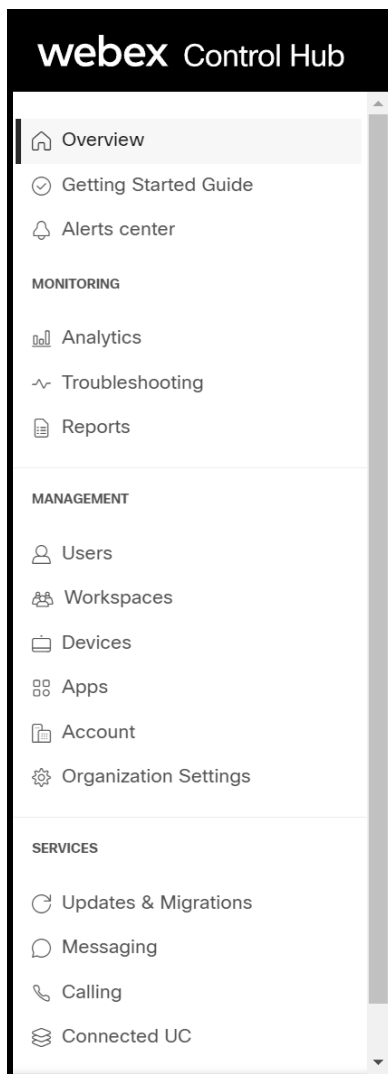 webex Control Hub
Overview
Getting Started Guide
Alerts center
MONITORING
Analytics
Troubleshooting
Reports
MANAGEMENT
Users
Workspaces
Devices
Apps
Account
Organization Settings
SERVICES
Updates & Migrations
Messaging
Calling
Connected UC